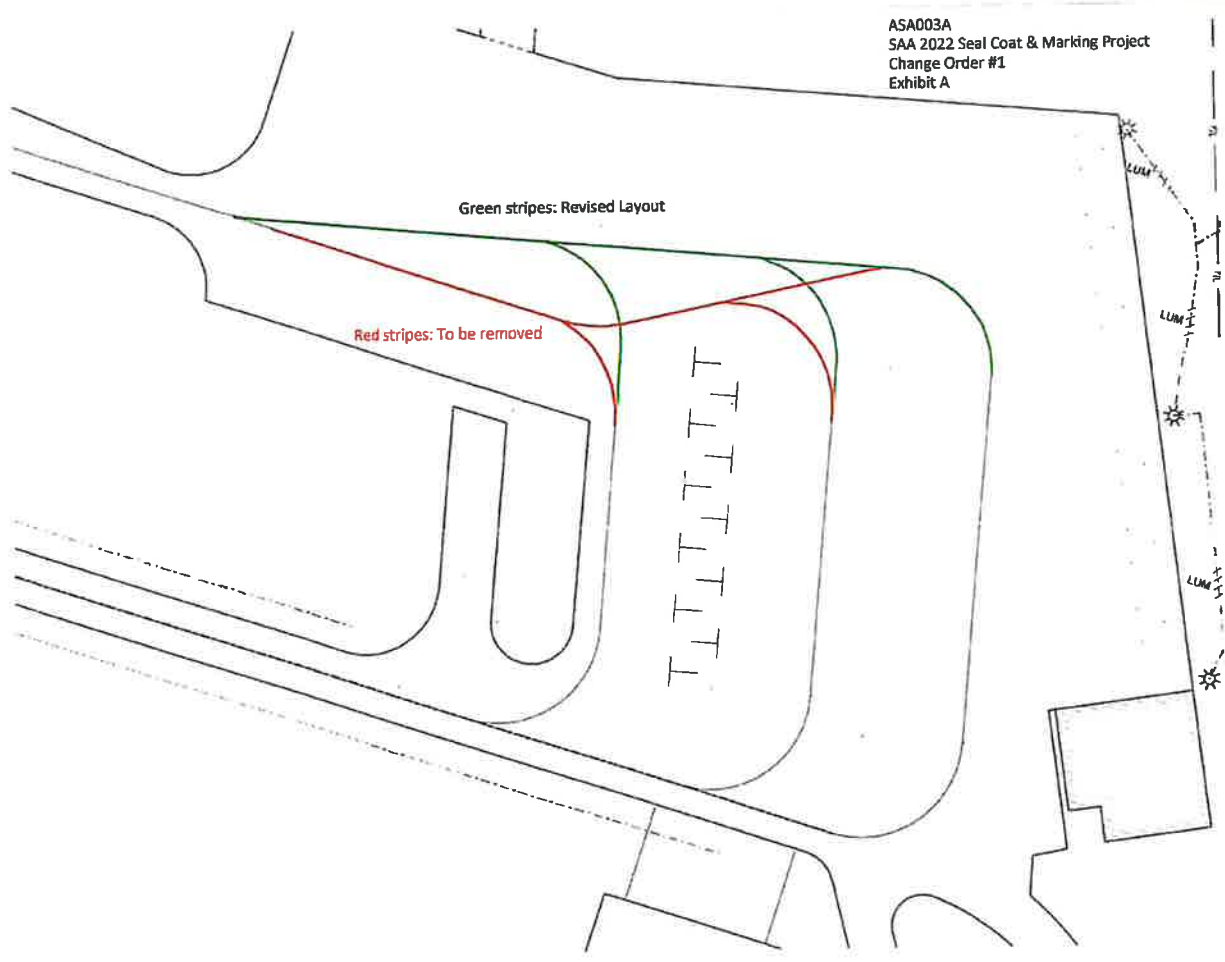 ASA003A
SAA 2022 Seal Coat & Marking Project
Change Order #1
Exhibit A
LUM
Green stripes: Revised Layout
LUM
Red stripes: To be removed
LUM